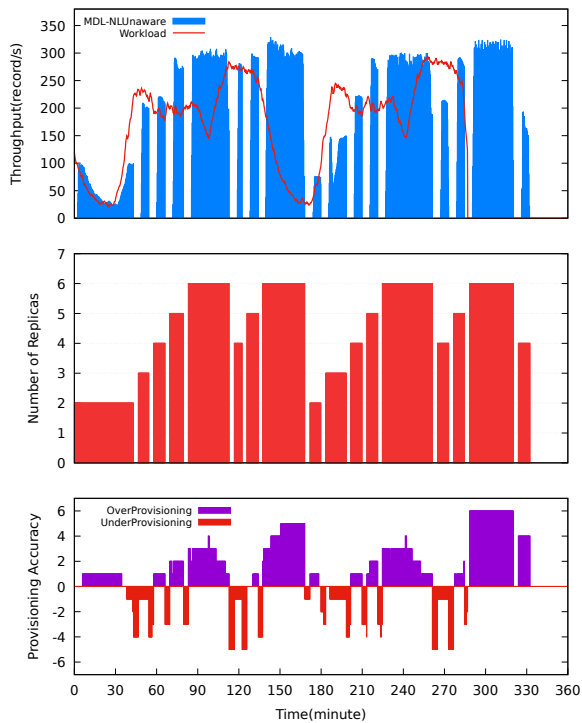 MDL-NLUnaware
Workload
Throughput(record/s)
350
300
250
200
150
100
50
0
Number of Replicas
7
6
5
4
3
2
1
0
OverProvisioning
UnderProvisioning
Provisioning Accuracy
6
4
2
0
-2
-4
-6
0 30 60 90 120 150 180 210 240 270 300 330 360
Time(minute)